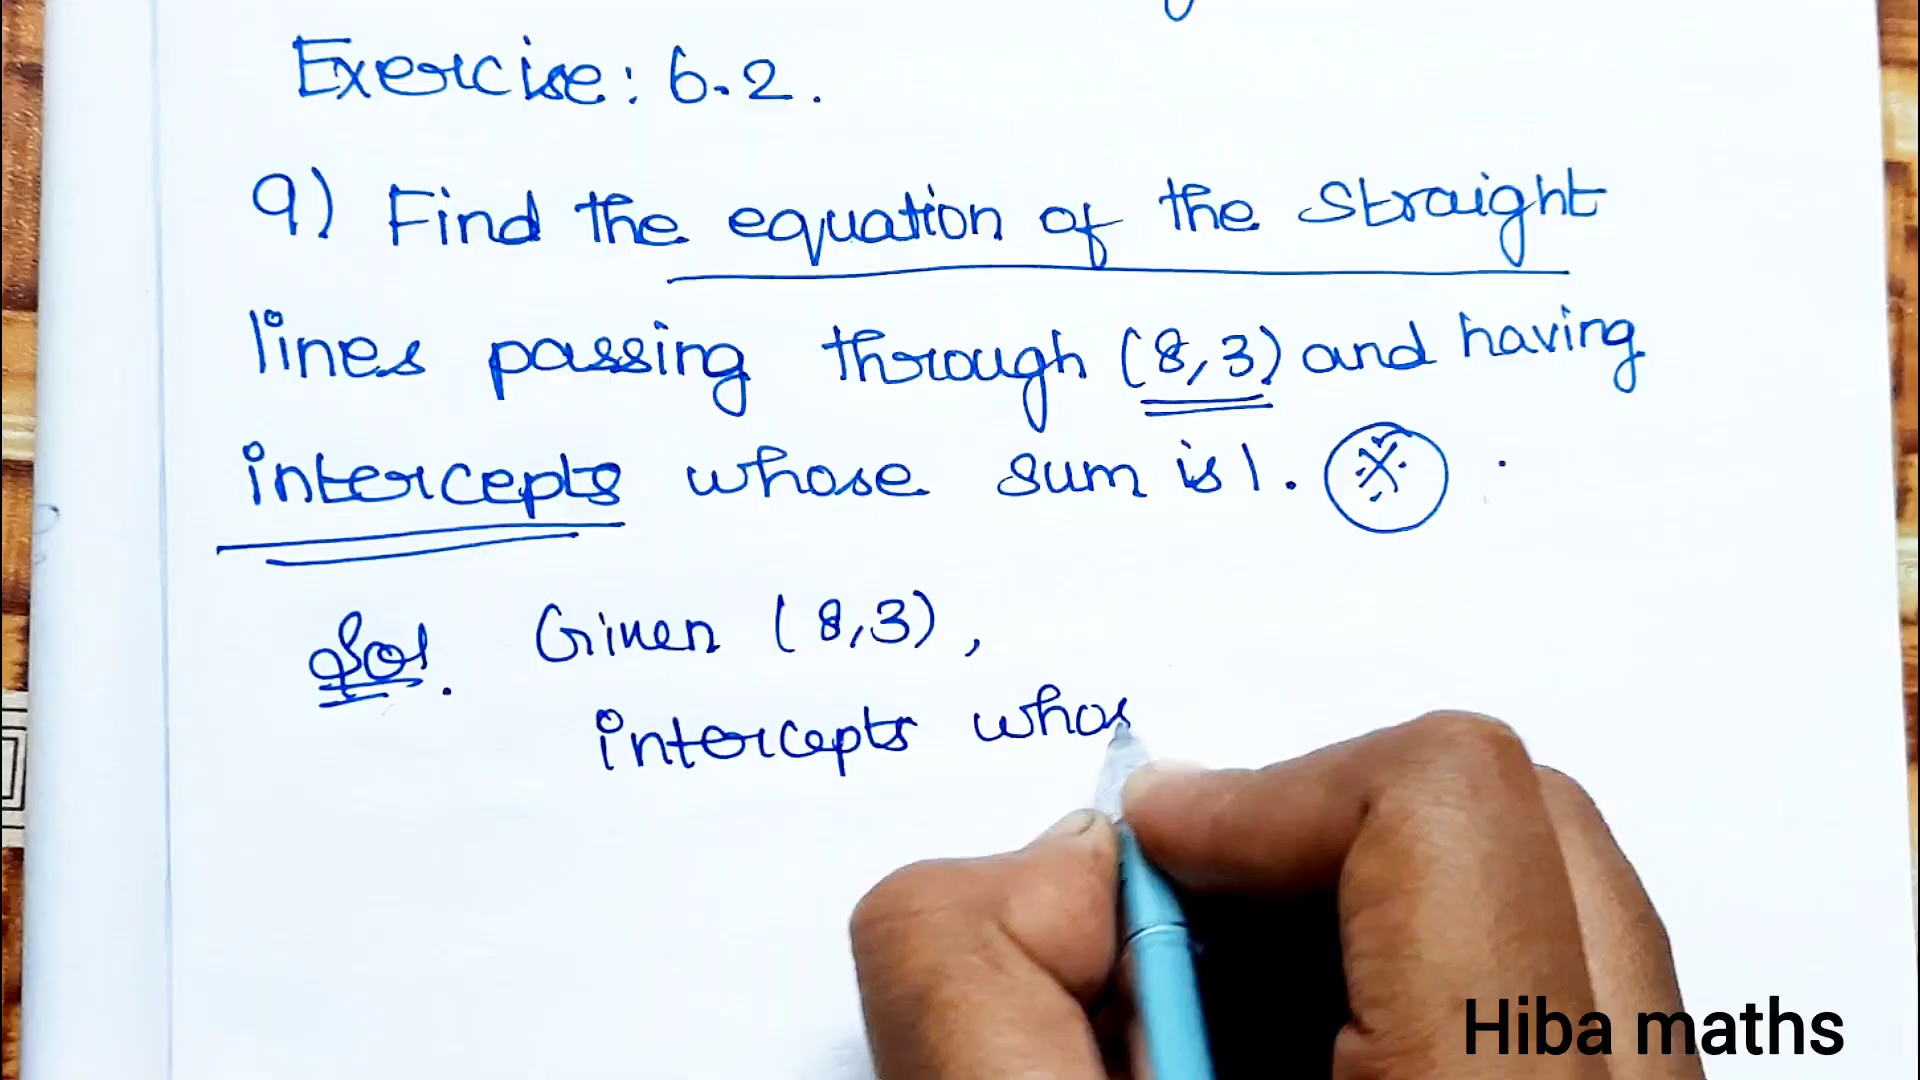 Exercise: 6.2.
9) Find the equation of the straight
lines passing through (8,3) and having
intercepts whose sum is 1.
Sol. Given (8,3),
intercepts whos
Hiba maths